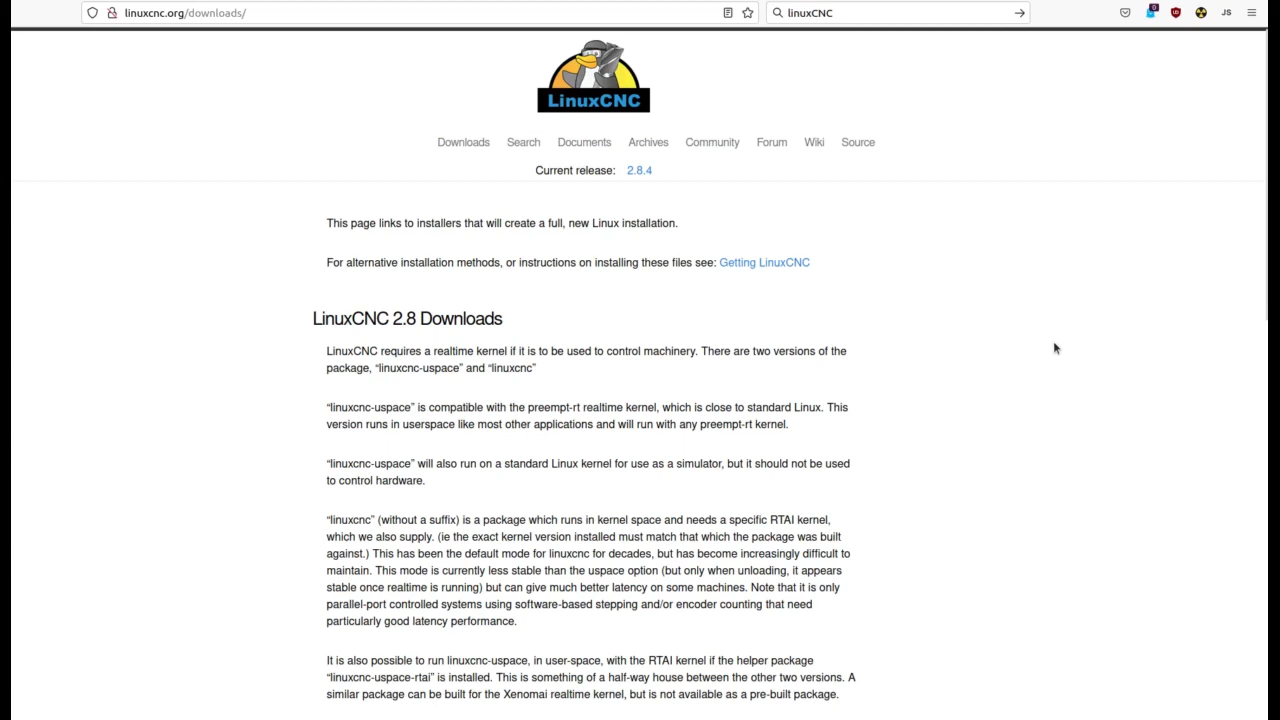 linuxcnc.org/downloads/
linuxCNC
0
JS
LinuxCNC
Downloads Search Documents Archives Community Forum Wiki Source
Current release: 2.8.4
This page links to installers that will create a full, new Linux installation.
For alternative installation methods, or instructions on installing these files see: Getting LinuxCNC
LinuxCNC 2.8 Downloads
LinuxCNC requires a realtime kernel if it is to be used to control machinery. There are two versions of the
package, “linuxcnc-uspace” and “linuxcnc”
“linuxcnc-uspace” is compatible with the preempt-rt realtime kernel, which is close to standard Linux. This
version runs in userspace like most other applications and will run with any preempt-rt kernel.
“linuxcnc-uspace” will also run on a standard Linux kernel for use as a simulator, but it should not be used
to control hardware.
“linuxcnc” (without a suffix) is a package which runs in kernel space and needs a specific RTAI kernel,
which we also supply. (ie the exact kernel version installed must match that which the package was built
against.) This has been the default mode for linuxcnc for decades, but has become increasingly difficult to
maintain. This mode is currently less stable than the uspace option (but only when unloading, it appears
stable once realtime is running) but can give much better latency on some machines. Note that it is only
parallel-port controlled systems using software-based stepping and/or encoder counting that need
particularly good latency performance.
It is also possible to run linuxcnc-uspace, in user-space, with the RTAI kernel if the helper package
“linuxcnc-uspace-rtai” is installed. This is something of a half-way house between the other two versions. A
similar package can be built for the Xenomai realtime kernel, but is not available as a pre-built package.